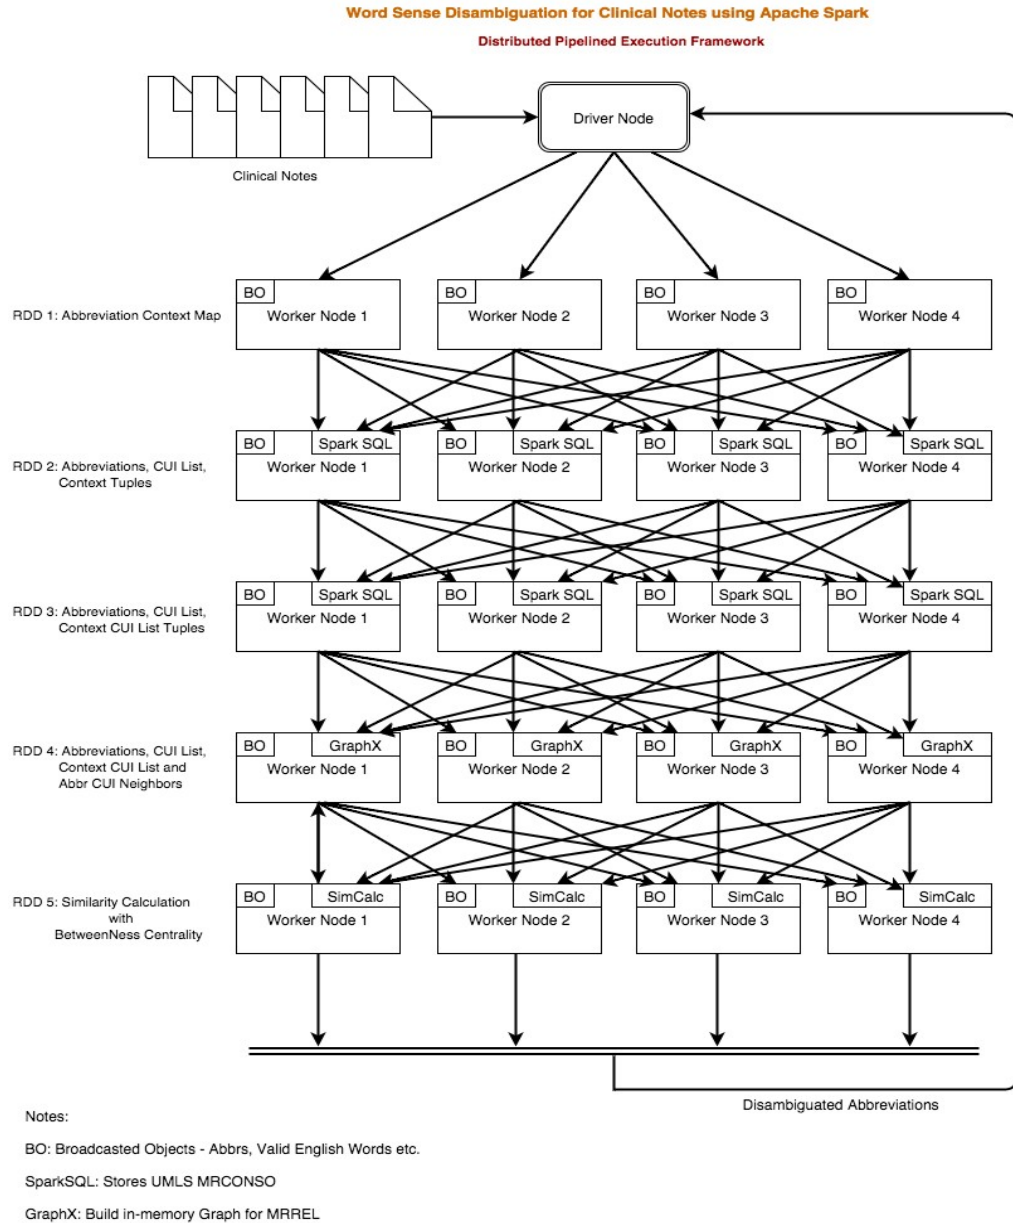 Word Sense Disambiguation for Clinical Notes using Apache Spark
Distributed Pipelined Execution Framework
Driver Node
Clinical Notes
BO
BO
BO
BO
RDD 1: Abbreviation Context Map
Worker Node 1
Worker Node 2
Worker Node 3
Worker Node 4
BO
Spark SQL
BO
Spark SQL
BO
Spark SQL
BO
Spark SQL
RDD 2: Abbreviations, CUI List,
Context Tuples
Worker Node 1
Worker Node 2
Worker Node 3
Worker Node 4
BO
Spark SQL
BO
Spark SQL
BO
Spark SQL
BO
Spark SQL
RDD 3: Abbreviations, CUI List,
Context CUI List Tuples
Worker Node 1
Worker Node 2
Worker Node 3
Worker Node 4
BO
GraphX
BO
GraphX
BO
GraphX
BO
GraphX
RDD 4: Abbreviations, CUI List,
Context CUI List and
Abbr CUI Neighbors
Worker Node 1
Worker Node 2
Worker Node 3
Worker Node 4
BO
SimCalc
BO
SimCalc
BO
SimCalc
BO
SimCalc
RDD 5: Similarity Calculation
with
BetweenNess Centrality
Worker Node 1
Worker Node 2
Worker Node 3
Worker Node 4
Disambiguated Abbreviations
Notes:
BO: Broadcasted Objects - Abbrs, Valid English Words etc.
SparkSQL: Stores UMLS MRCONSO
GraphX: Build in-memory Graph for MRREL